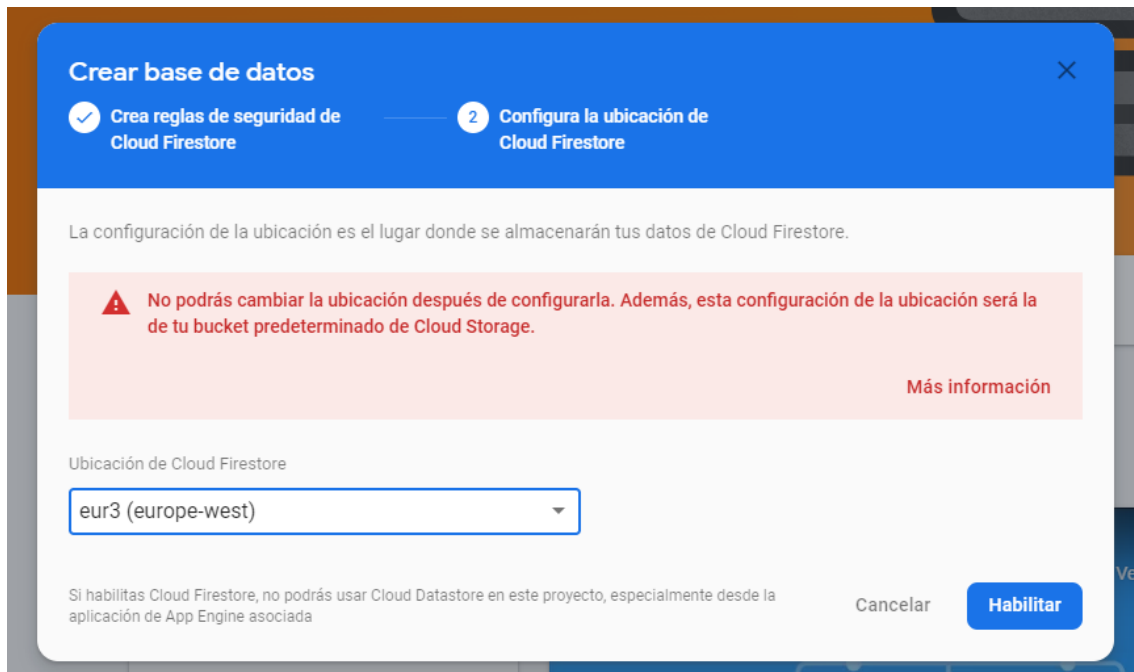 Crear base de datos
Crea reglas de seguridad de
Cloud Firestore
2
Configura la ubicación de
Cloud Firestore
La configuración de la ubicación es el lugar donde se almacenarán tus datos de Cloud Firestore.
No podrás cambiar la ubicación después de configurarla. Además, esta configuración de la ubicación será la
de tu bucket predeterminado de Cloud Storage.
Más información
Ubicación de Cloud Firestore
eur3 (europe-west)
Si habilitas Cloud Firestore, no podrás usar Cloud Datastore en este proyecto, especialmente desde la
aplicación de App Engine asociada
Cancelar
Habilitar
Ve